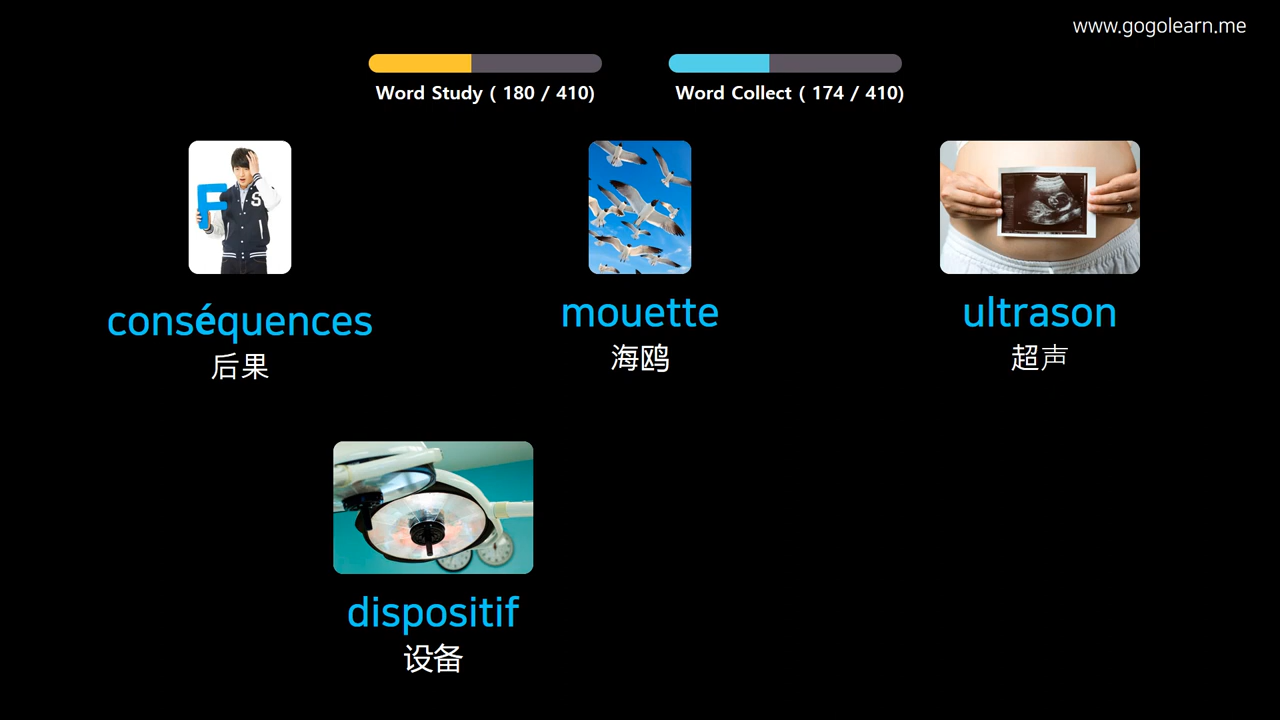 www.gogolearn.me
Word Study ( 180 / 410)
Word Collect ( 174 / 410)
F
S
conséquences
后果
mouette
海鸥
ultrason
超声
dispositif
设备